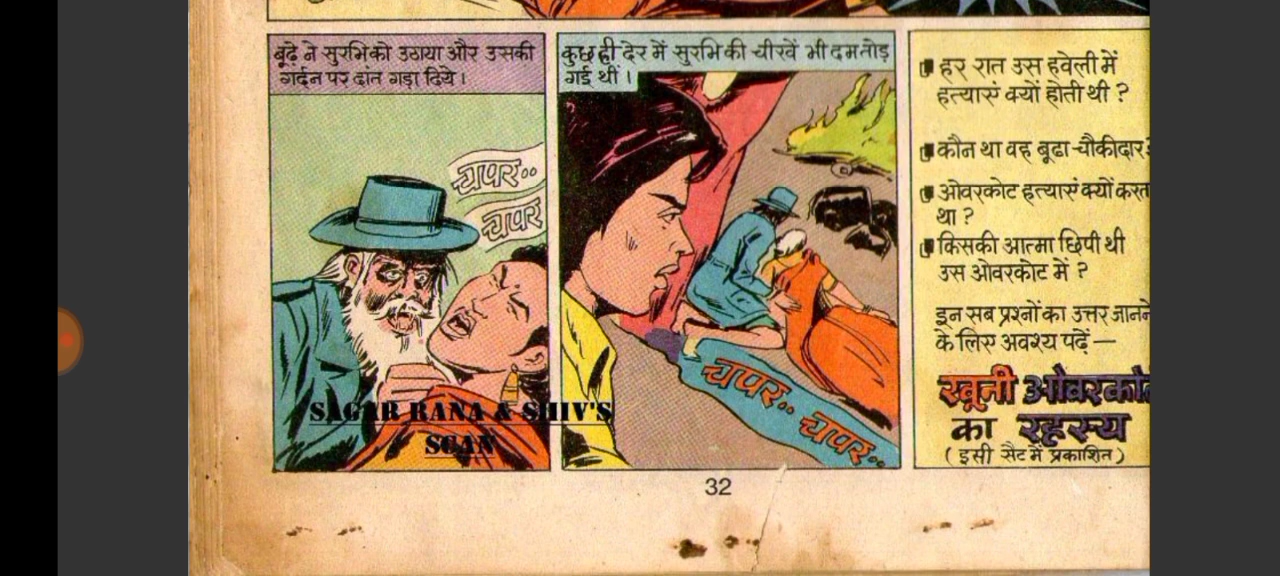 बूढ़े ने सुरभि को उठाया और उसकी
गर्दन पर दांत गड़ा दिये।
चपर..
चपर
SAGAR RANA & SHIV'S
SCAN
कुछ ही देर में सुरभि की चीखें भी दम तोड़
गई थीं।
चपर.. चपर..
हर रात उस हवेली में
हत्याएं क्यों होती थी ?
कौन था वह बूढा चौकीदार
ओवरकोट हत्याएं क्यों करत
था ?
किसकी आत्मा छिपी थी
उस ओवरकोट में ?
इन सब प्रश्नों का उत्तर जानने
के लिए अवश्य पढ़ें —
खूनी ओवरकोट
का रहस्य
(इसी सैट में प्रकाशित)
32